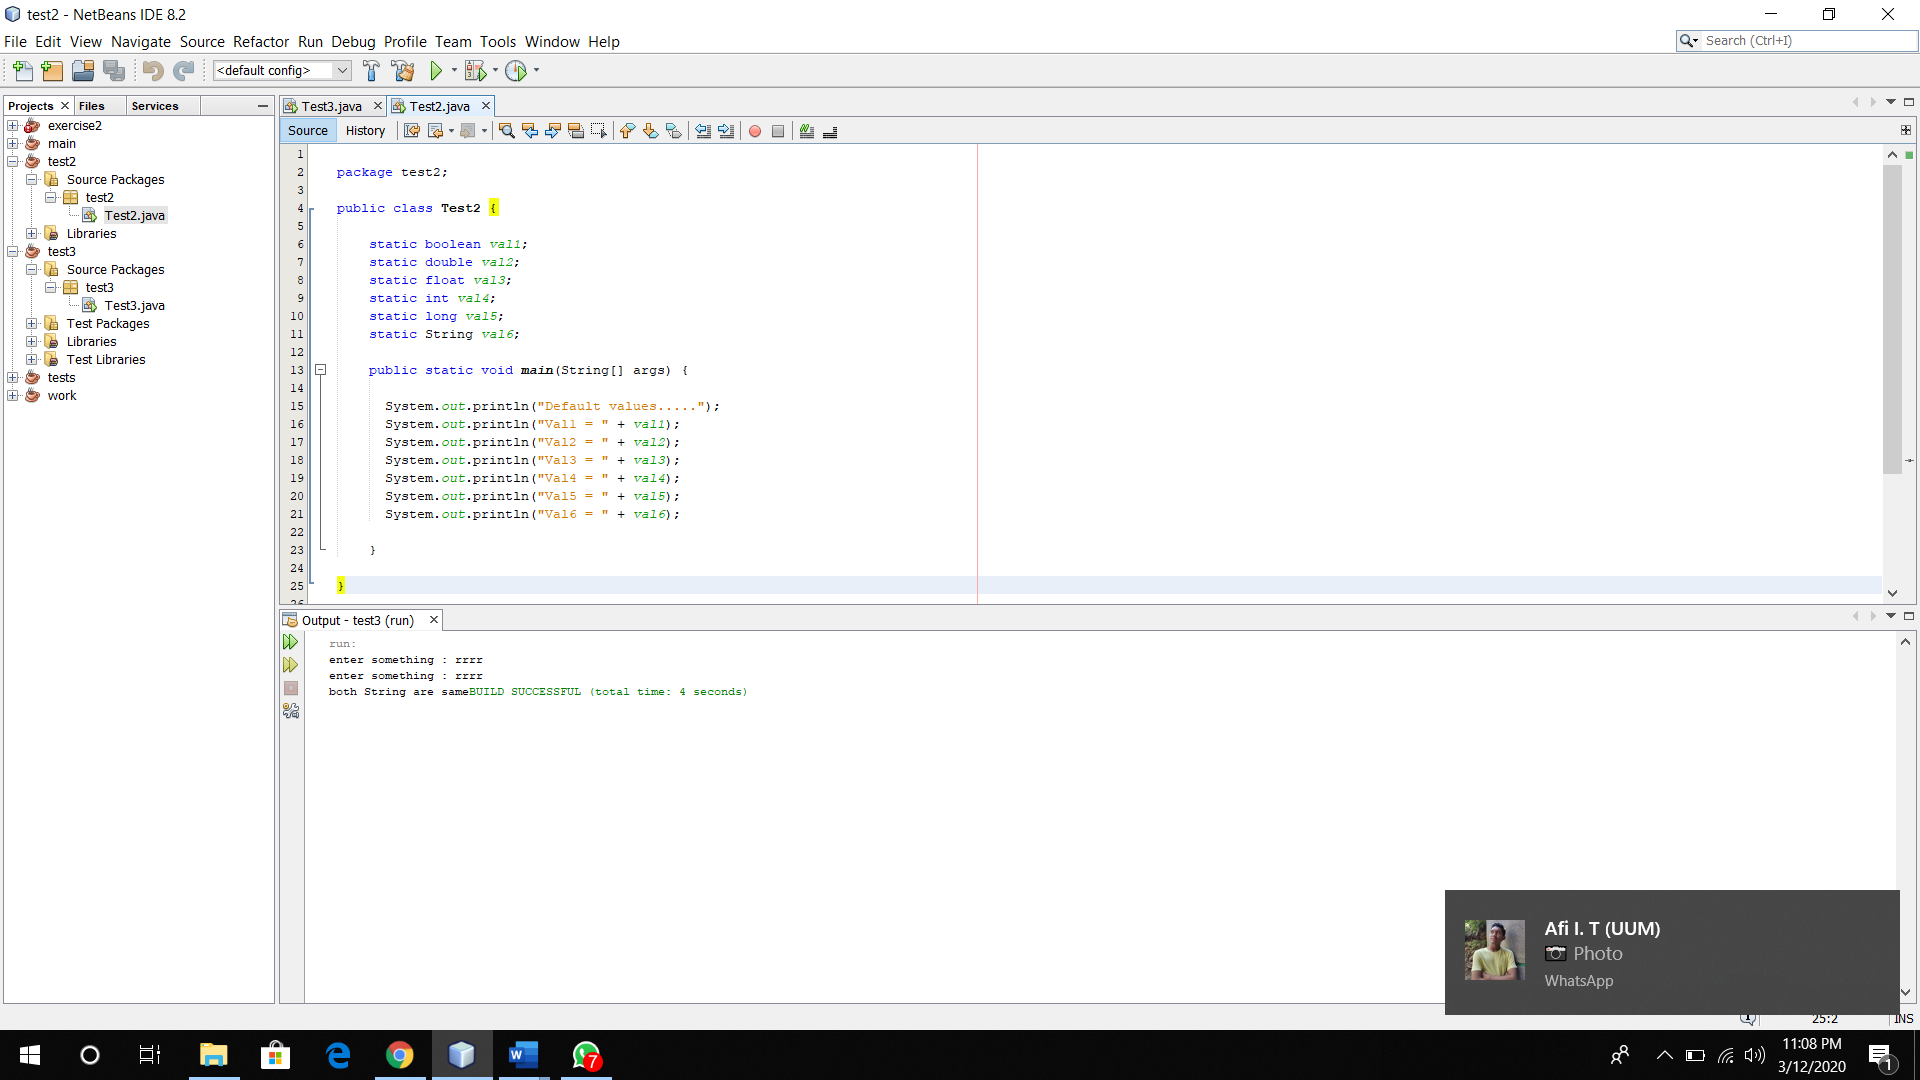 test2 - NetBeans IDE 8.2
File Edit View Navigate Source Refactor Run Debug Profile Team Tools Window Help
Search (Ctrl+I)
<default config>
Projects Files Services
exercise2
main
test2
Source Packages
test2
Test2.java
Libraries
test3
Source Packages
test3
Test3.java
Test Packages
Libraries
Test Libraries
tests
work
Test3.java Test2.java
Source History
1
2 package test2;
3
4 public class Test2 {
5
6 static boolean val1;
7 static double val2;
8 static float val3;
9 static int val4;
10 static long val5;
11 static String val6;
12
13 public static void main(String[] args) {
14
15 System.out.println("Default values.....");
16 System.out.println("Val1 = " + val1);
17 System.out.println("Val2 = " + val2);
18 System.out.println("Val3 = " + val3);
19 System.out.println("Val4 = " + val4);
20 System.out.println("Val5 = " + val5);
21 System.out.println("Val6 = " + val6);
22
23 }
24
25 }
26
Output - test3 (run)
run:
enter something : rrrr
enter something : rrrr
both String are sameBUILD SUCCESSFUL (total time: 4 seconds)
Afi I. T (UUM)
Photo
WhatsApp
25:2 INS
7
11:08 PM
3/12/2020
1